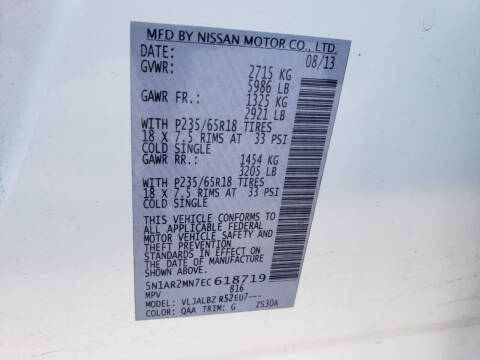 MFD BY NISSAN MOTOR CO., LTD.
DATE: 08/13
GVWR: 2715 KG
5986 LB
GAWR FR.: 1325 KG
2921 LB
WITH P235/65R18 TIRES
18 X 7.5 RIMS AT 33 PSI
COLD SINGLE
GAWR RR.: 1454 KG
3205 LB
WITH P235/65R18 TIRES
18 X 7.5 RIMS AT 33 PSI
COLD SINGLE
THIS VEHICLE CONFORMS TO
ALL APPLICABLE FEDERAL
MOTOR VEHICLE SAFETY AND
THEFT PREVENTION
STANDARDS IN EFFECT ON
THE DATE OF MANUFACTURE
SHOWN ABOVE.
5N1AR2MN7EC618719
MPV 816
MODEL: VLJALBZ R52EU7---
COLOR: QAA TRIM: G 2530A